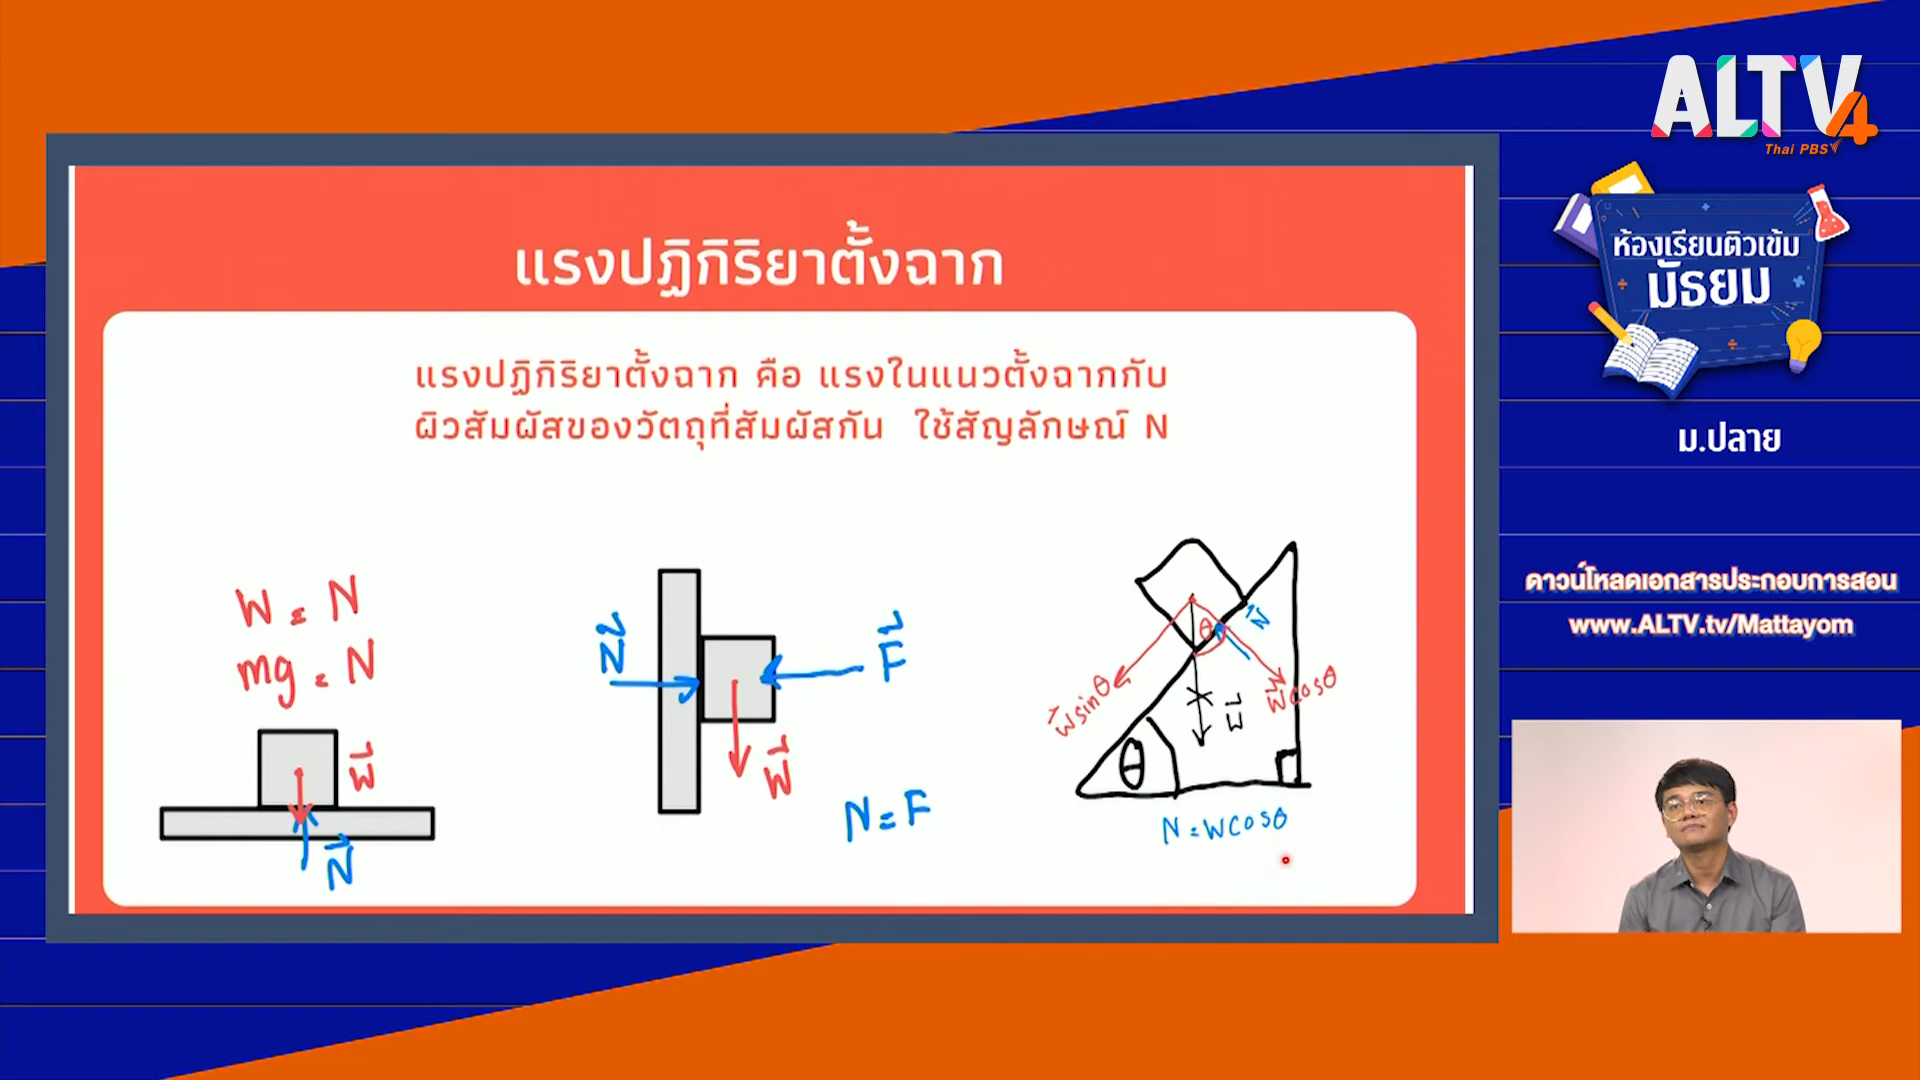 ALTV4
Thai PBS
ห้องเรียนติวเข้ม
มัธยม
ม.ปลาย
ดาวน์โหลดเอกสารประกอบการสอน
www.ALTV.tv/Mattayom
แรงปฏิกิริยาตั้งฉาก
แรงปฏิกิริยาตั้งฉาก คือ แรงในแนวตั้งฉากกับ
ผิวสัมผัสของวัตถุที่สัมผัสกัน ใช้สัญลักษณ์ N
W = N
mg = N
W
N
N
F
W
N = F
θ
N
W sinθ
W cosθ
W
θ
N = W cosθ